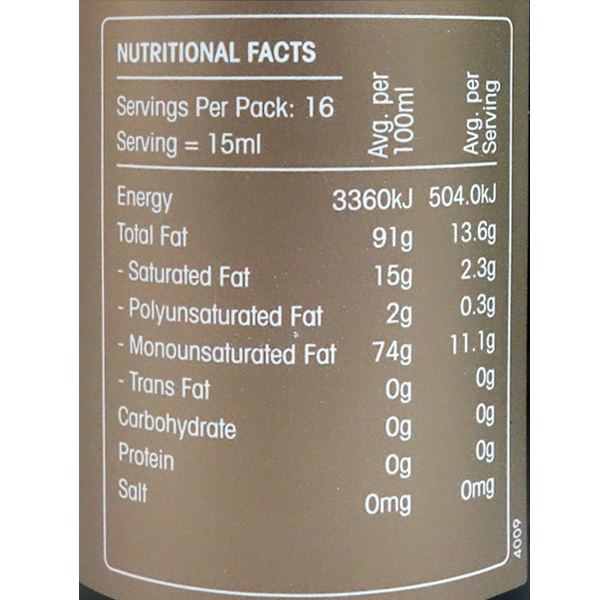 NUTRITIONAL FACTS
Servings Per Pack: 16
Serving = 15ml
Avg. per
100ml
Avg. per
Serving
Energy 3360kJ 504.0kJ
Total Fat 91g 13.6g
- Saturated Fat 15g 2.3g
- Polyunsaturated Fat 2g 0.3g
- Monounsaturated Fat 74g 11.1g
- Trans Fat 0g 0g
Carbohydrate 0g 0g
Protein 0g 0g
Salt 0mg 0mg
4009